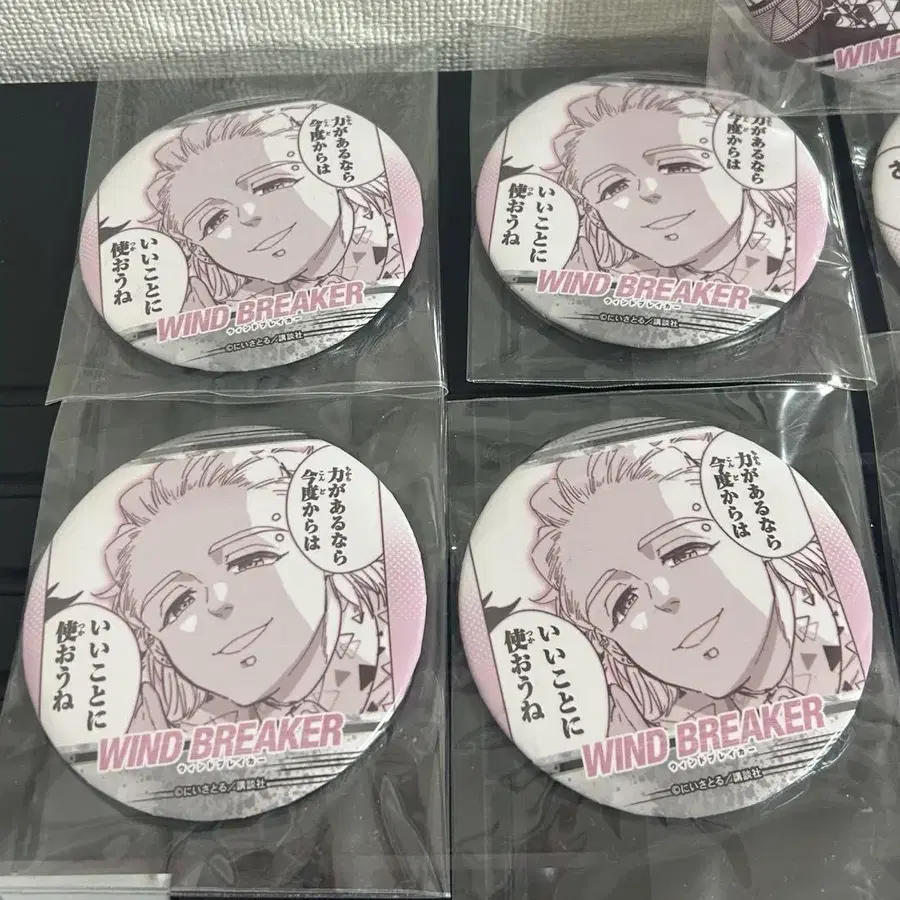 力があるなら
今度からは
いいことに
使おうね
WIND BREAKER
ウィンドブレイカー
©にいさとる/講談社
力があるなら
今度からは
いいことに
使おうね
WIND BREAKER
ウィンドブレイカー
©にいさとる/講談社
WIND
力があるなら
今度からは
いいことに
使おうね
WIND BREAKER
ウィンドブレイカー
©にいさとる/講談社
力があるなら
今度からは
いいことに
使おうね
WIND BREAKER
ウィンドブレイカー
©にいさとる/講談社